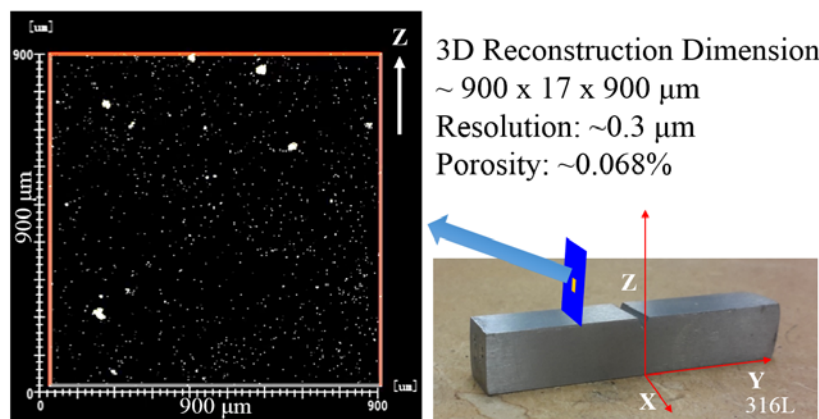 [um]
900
Z
900 μm
0
0
900 μm
900
[um]
3D Reconstruction Dimension
~ 900 x 17 x 900 μm
Resolution: ~0.3 μm
Porosity: ~0.068%
Z
Y
X
316L